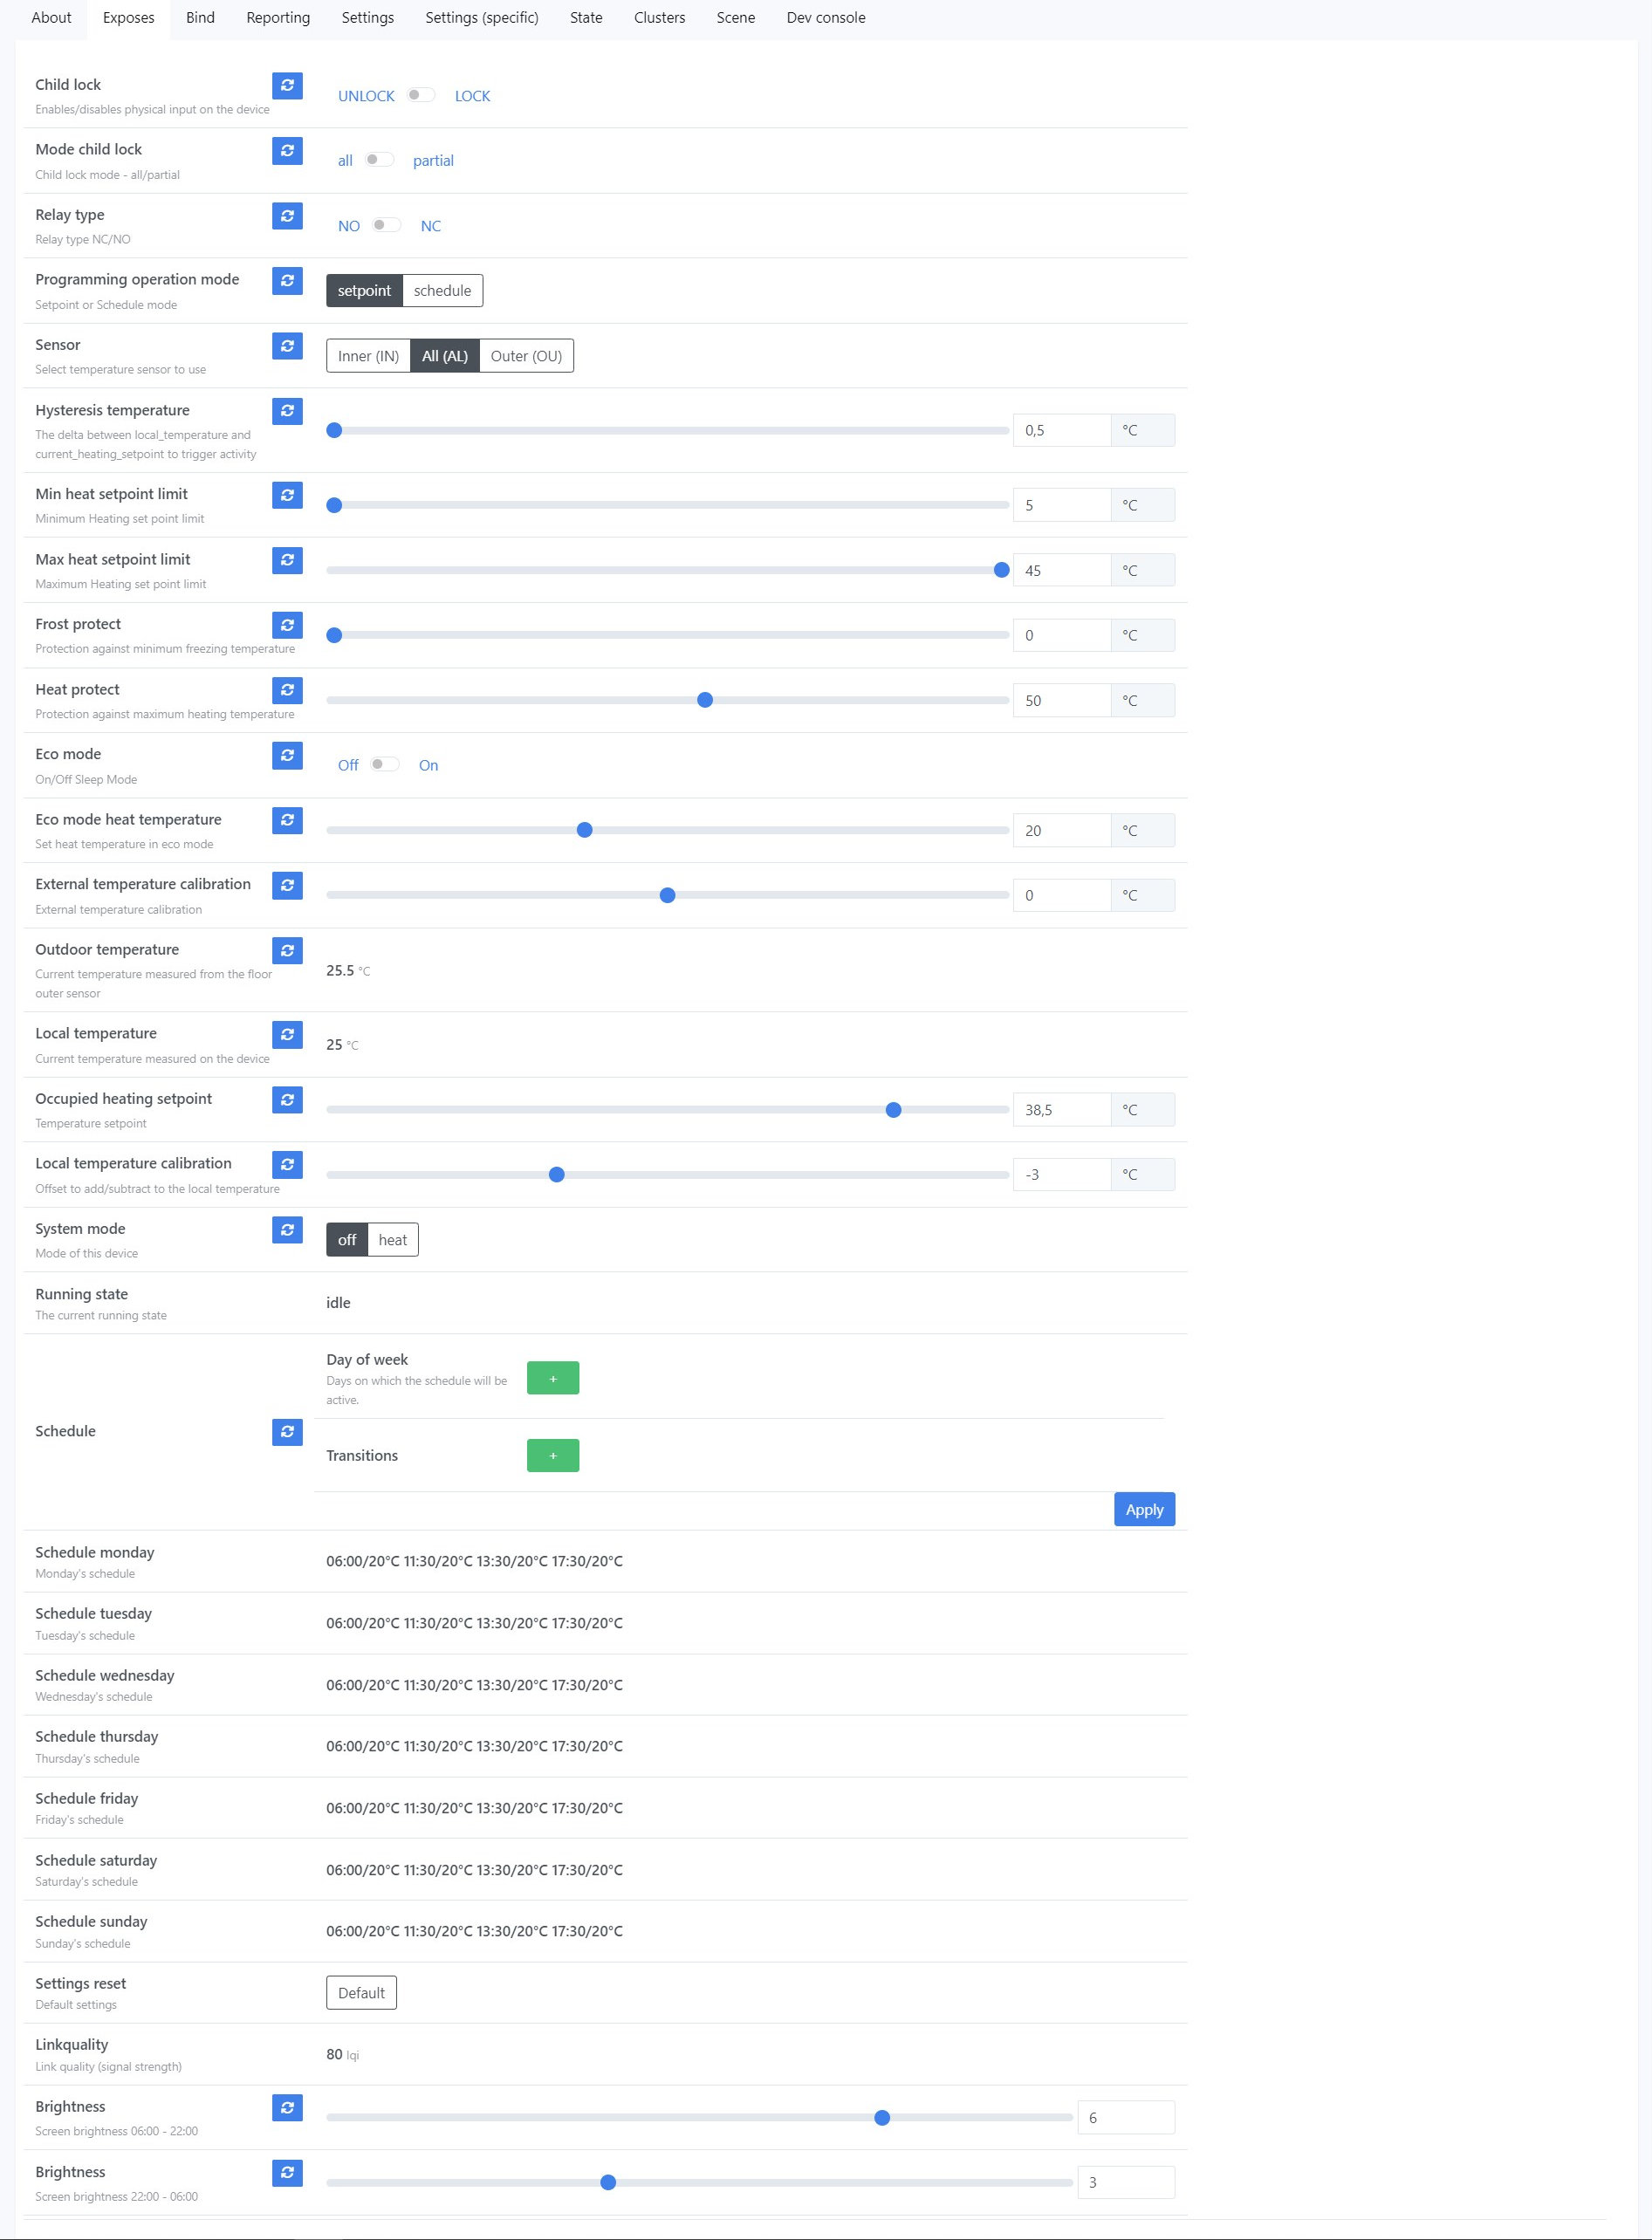 About Exposes Bind Reporting Settings Settings (specific) State Clusters Scene Dev console
Child lock
Enables/disables physical input on the device
UNLOCK LOCK
Mode child lock
Child lock mode - all/partial
all partial
Relay type
Relay type NC/NO
NO NC
Programming operation mode
Setpoint or Schedule mode
setpoint schedule
Sensor
Select temperature sensor to use
Inner (IN) All (AL) Outer (OU)
Hysteresis temperature
The delta between local_temperature and
current_heating_setpoint to trigger activity
0,5 °C
Min heat setpoint limit
Minimum Heating set point limit
5 °C
Max heat setpoint limit
Maximum Heating set point limit
45 °C
Frost protect
Protection against minimum freezing temperature
0 °C
Heat protect
Protection against maximum heating temperature
50 °C
Eco mode
On/Off Sleep Mode
Off On
Eco mode heat temperature
Set heat temperature in eco mode
20 °C
External temperature calibration
External temperature calibration
0 °C
Outdoor temperature
Current temperature measured from the floor
outer sensor
25.5 °C
Local temperature
Current temperature measured on the device
25 °C
Occupied heating setpoint
Temperature setpoint
38,5 °C
Local temperature calibration
Offset to add/subtract to the local temperature
-3 °C
System mode
Mode of this device
off heat
Running state
The current running state
idle
Schedule
Day of week
Days on which the schedule will be
active.
+
Transitions
+
Apply
Schedule monday
Monday's schedule
06:00/20°C 11:30/20°C 13:30/20°C 17:30/20°C
Schedule tuesday
Tuesday's schedule
06:00/20°C 11:30/20°C 13:30/20°C 17:30/20°C
Schedule wednesday
Wednesday's schedule
06:00/20°C 11:30/20°C 13:30/20°C 17:30/20°C
Schedule thursday
Thursday's schedule
06:00/20°C 11:30/20°C 13:30/20°C 17:30/20°C
Schedule friday
Friday's schedule
06:00/20°C 11:30/20°C 13:30/20°C 17:30/20°C
Schedule saturday
Saturday's schedule
06:00/20°C 11:30/20°C 13:30/20°C 17:30/20°C
Schedule sunday
Sunday's schedule
06:00/20°C 11:30/20°C 13:30/20°C 17:30/20°C
Settings reset
Default settings
Default
Linkquality
Link quality (signal strength)
80 lqi
Brightness
Screen brightness 06:00 - 22:00
6
Brightness
Screen brightness 22:00 - 06:00
3